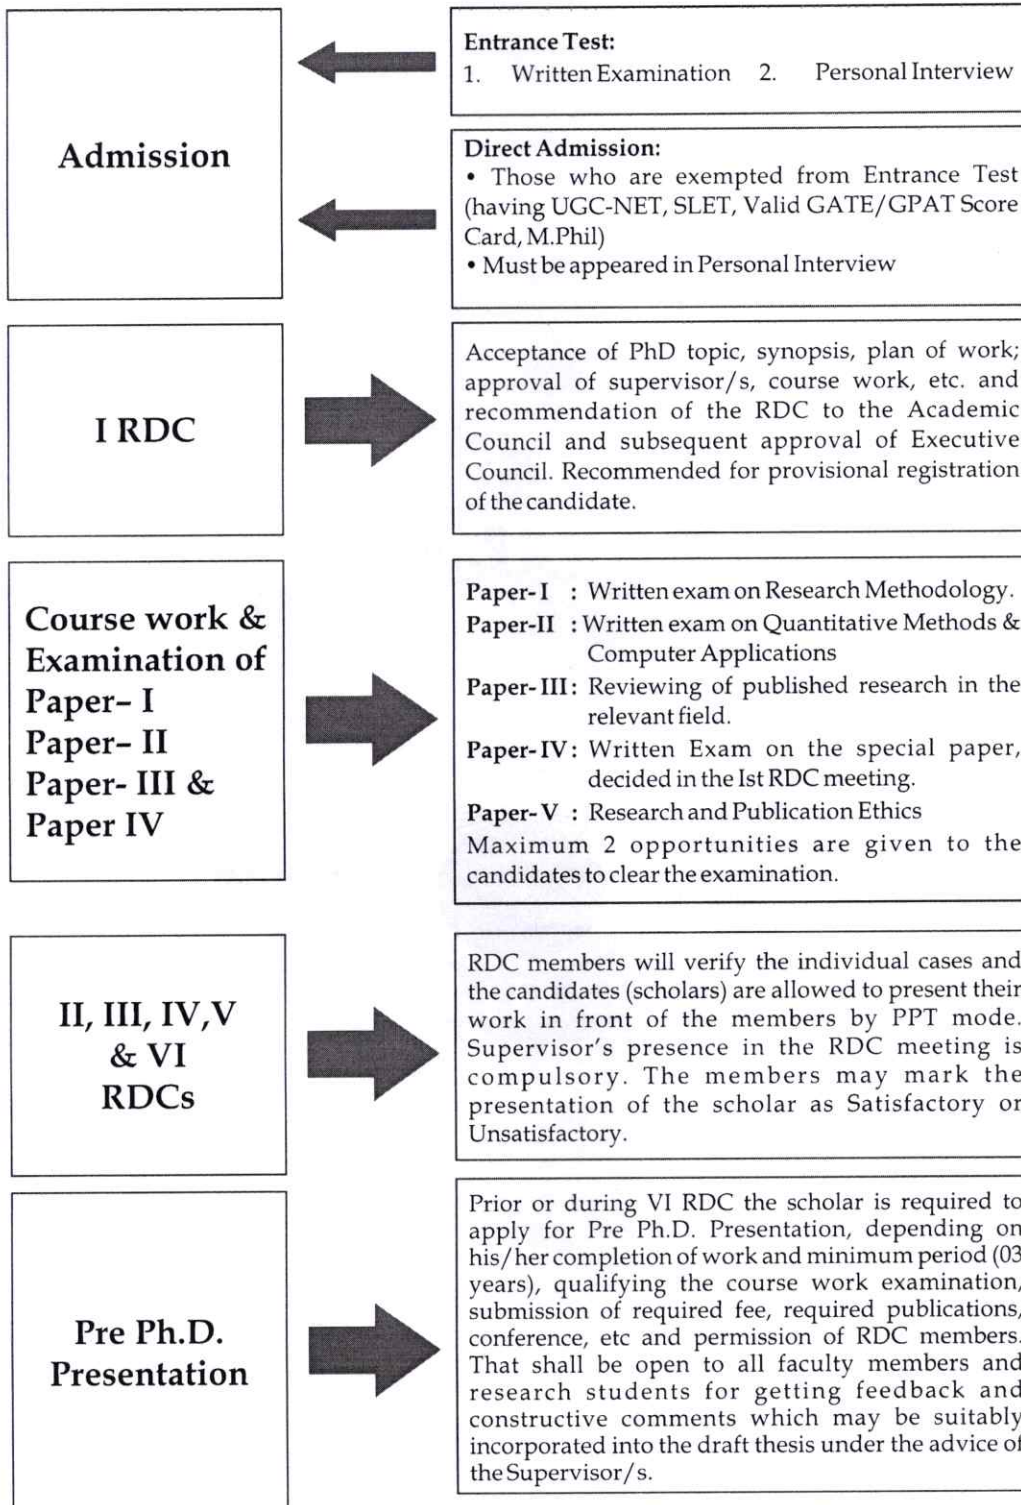 Admission
Entrance Test:
1. Written Examination 2. Personal Interview
Direct Admission:
• Those who are exempted from Entrance Test
(having UGC-NET, SLET, Valid GATE/GPAT Score
Card, M.Phil)
• Must be appeared in Personal Interview
I RDC
Acceptance of PhD topic, synopsis, plan of work;
approval of supervisor/s, course work, etc. and
recommendation of the RDC to the Academic
Council and subsequent approval of Executive
Council. Recommended for provisional registration
of the candidate.
Course work &
Examination of
Paper– I
Paper– II
Paper- III &
Paper IV
Paper- I : Written exam on Research Methodology.
Paper-II : Written exam on Quantitative Methods &
Computer Applications
Paper- III : Reviewing of published research in the
relevant field.
Paper-IV : Written Exam on the special paper,
decided in the Ist RDC meeting.
Paper- V : Research and Publication Ethics
Maximum 2 opportunities are given to the
candidates to clear the examination.
II, III, IV,V
& VI
RDCs
RDC members will verify the individual cases and
the candidates (scholars) are allowed to present their
work in front of the members by PPT mode.
Supervisor's presence in the RDC meeting is
compulsory. The members may mark the
presentation of the scholar as Satisfactory or
Unsatisfactory.
Pre Ph.D.
Presentation
Prior or during VI RDC the scholar is required to
apply for Pre Ph.D. Presentation, depending on
his/her completion of work and minimum period (03
years), qualifying the course work examination,
submission of required fee, required publications,
conference, etc and permission of RDC members.
That shall be open to all faculty members and
research students for getting feedback and
constructive comments which may be suitably
incorporated into the draft thesis under the advice of
the Supervisor/s.